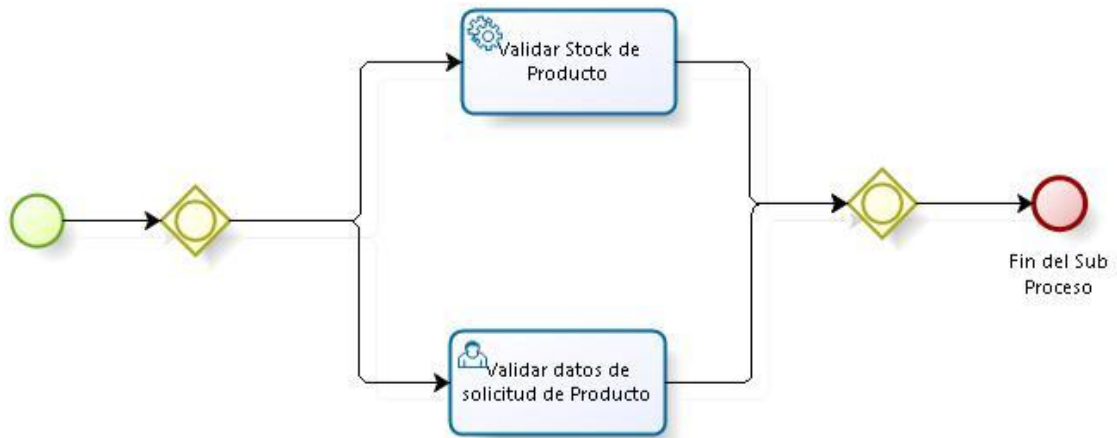 Validar Stock de
Producto
Fin del Sub
Proceso
Validar datos de
solicitud de Producto